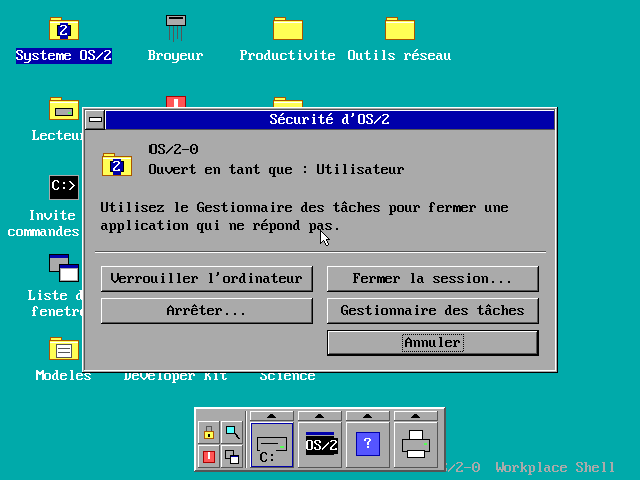 Systeme OS/2
Broyeur
Productivite
Outils réseau
Lecteu
Sécurité d'OS/2
OS/2-0
Ouvert en tant que : Utilisateur
Utilisez le Gestionnaire des tâches pour fermer une
application qui ne répond pas.
C:>
Invite
commandes
Verrouiller l'ordinateur
Fermer la session...
Liste d
fenetr
Arrêter...
Gestionnaire des tâches
Annuler
Modeles
Developer Kit
Science
C:
OS/2
?
/2-0 Workplace Shell